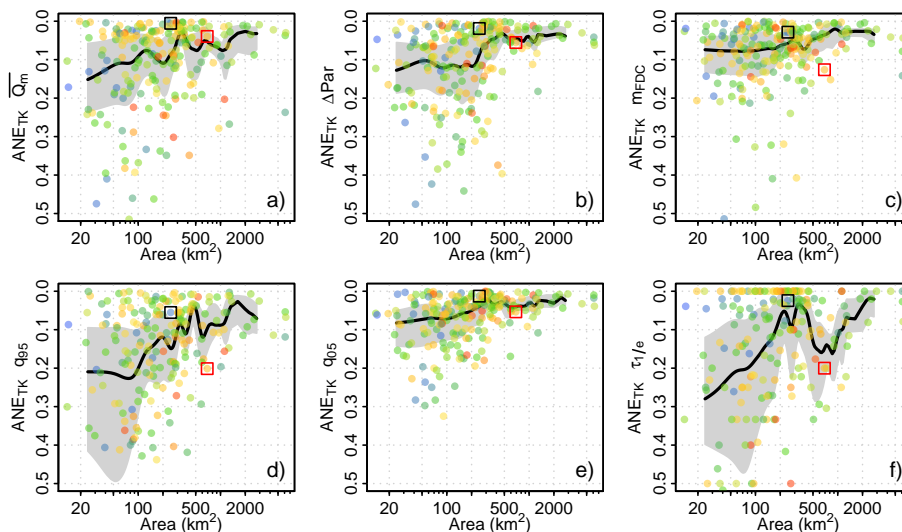 0.0 0.1 0.2 0.3 0.4 0.5
ANE_TK Q_m
a)
20 100 500 2000
Area (km²)
0.0 0.1 0.2 0.3 0.4 0.5
ANE_TK ΔPar
b)
20 100 500 2000
Area (km²)
0.0 0.1 0.2 0.3 0.4 0.5
ANE_TK m_FDC
c)
20 100 500 2000
Area (km²)
0.0 0.1 0.2 0.3 0.4 0.5
ANE_TK q_95
d)
20 100 500 2000
Area (km²)
0.0 0.1 0.2 0.3 0.4 0.5
ANE_TK q_05
e)
20 100 500 2000
Area (km²)
0.0 0.1 0.2 0.3 0.4 0.5
ANE_TK τ_1/e
f)
20 100 500 2000
Area (km²)